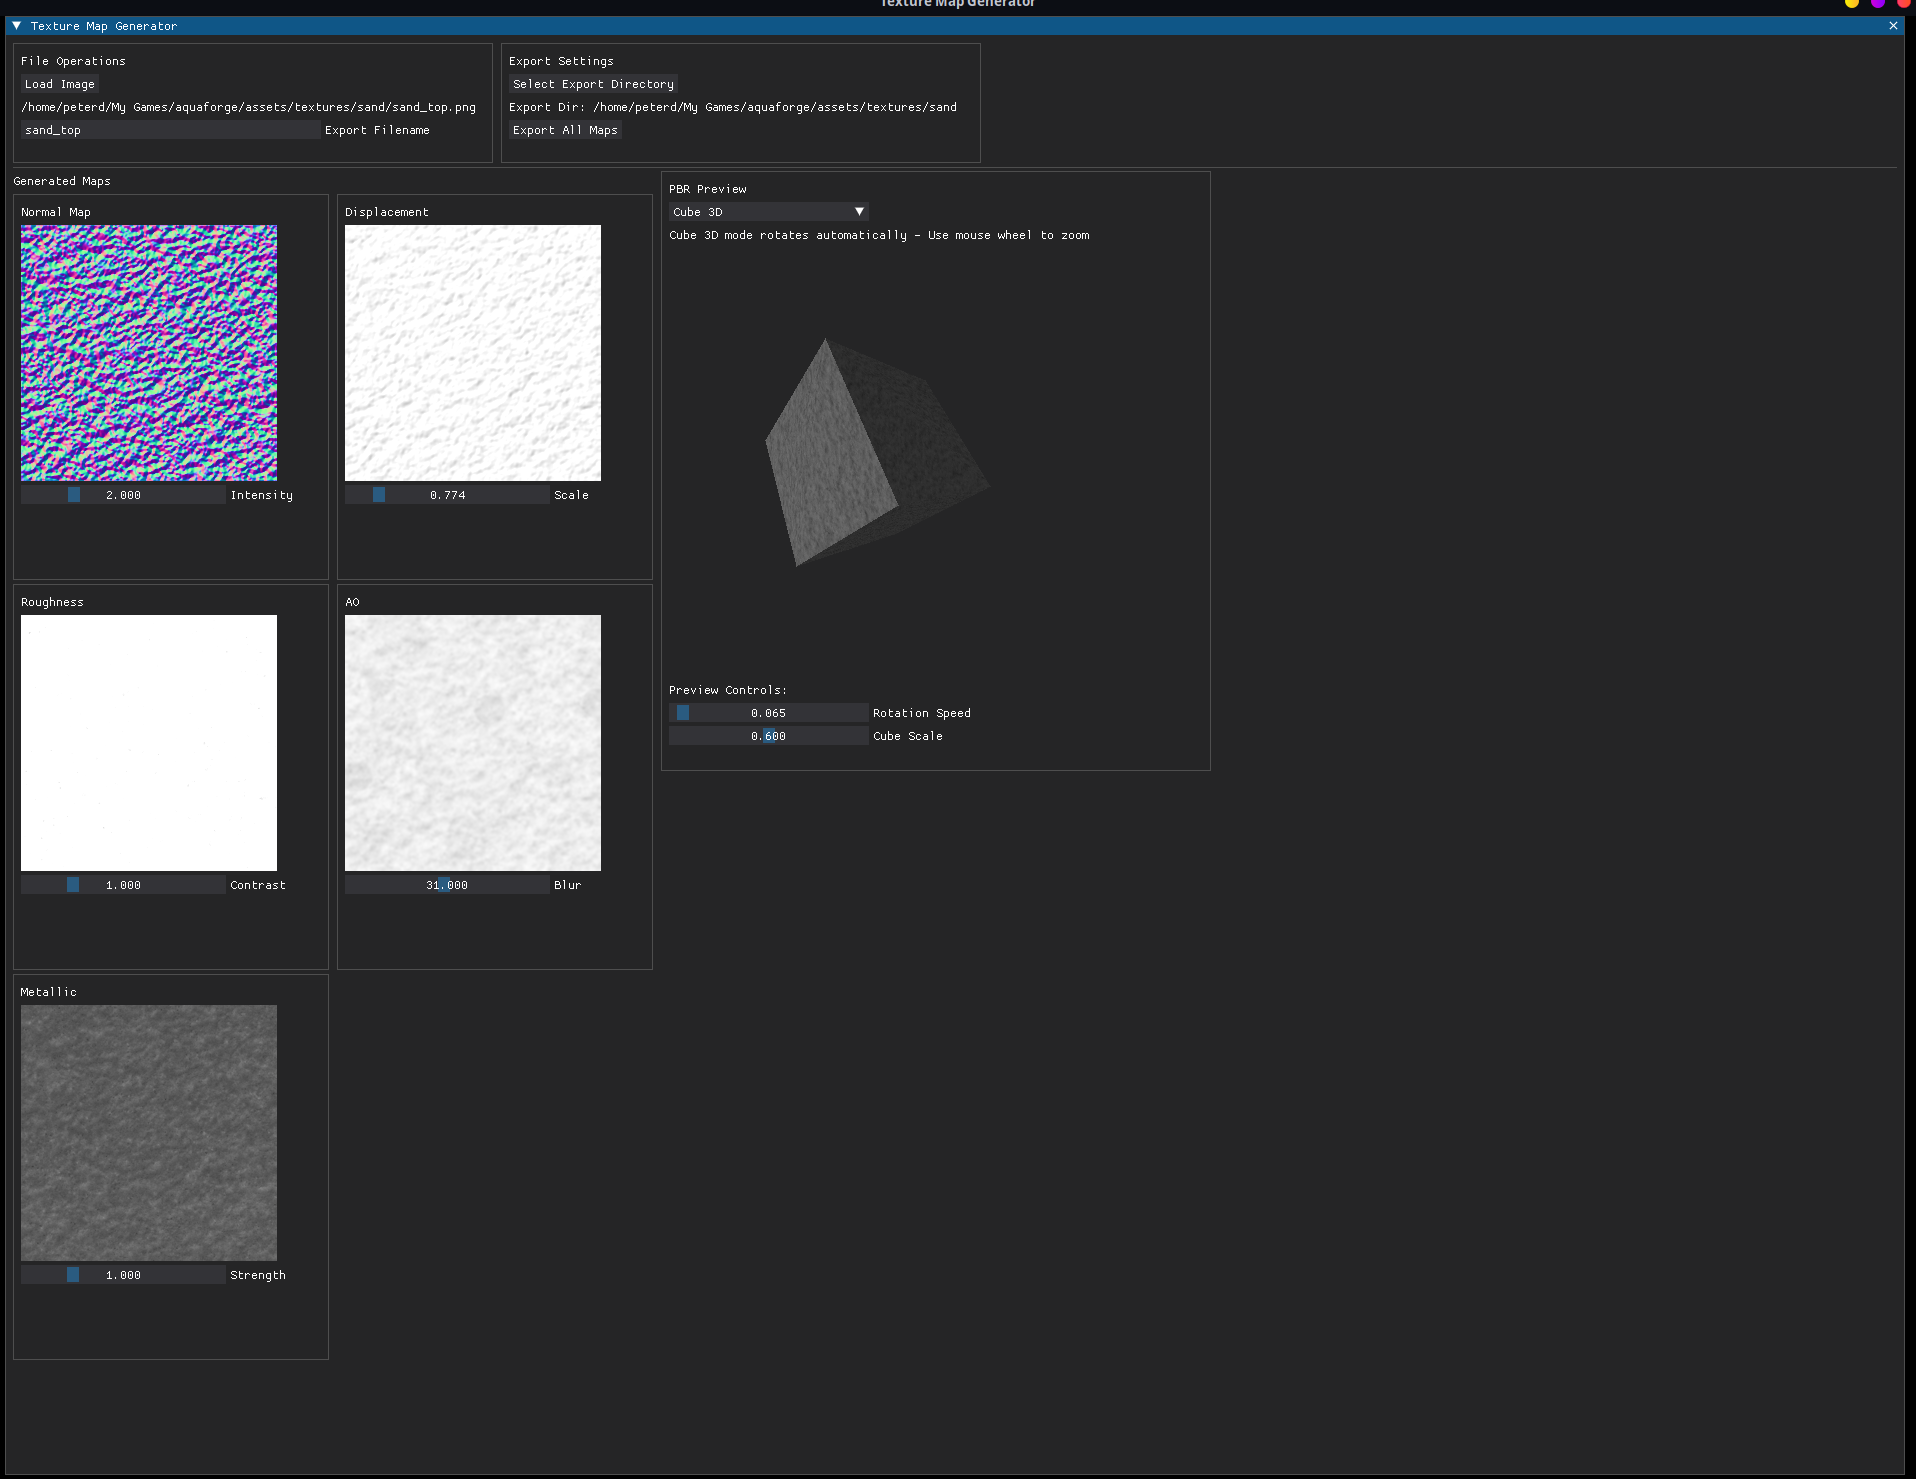 Texture Map Generator
Texture Map Generator
File Operations
Load Image
/home/peterd/My Games/aquaforge/assets/textures/sand/sand_top.png
sand_top Export Filename
Export Settings
Select Export Directory
Export Dir: /home/peterd/My Games/aquaforge/assets/textures/sand
Export All Maps
Generated Maps
Normal Map
2.000 Intensity
Displacement
0.774 Scale
Roughness
1.000 Contrast
AO
31.000 Blur
Metallic
1.000 Strength
PBR Preview
Cube 3D
Cube 3D mode rotates automatically - Use mouse wheel to zoom
Preview Controls:
0.065 Rotation Speed
0.600 Cube Scale